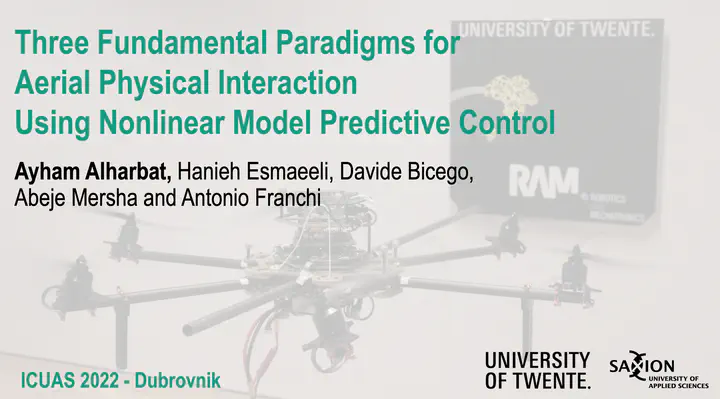 UNIVERSITY OF TWENTE.
Three Fundamental Paradigms for
Aerial Physical Interaction
Using Nonlinear Model Predictive Control
Ayham Alharbat, Hanieh Esmaeeli, Davide Bicego,
Abeje Mersha and Antonio Franchi
RAM
ICUAS 2022 - Dubrovnik
UNIVERSITY
OF TWENTE.
SAXION
UNIVERSITY OF
APPLIED SCIENCES